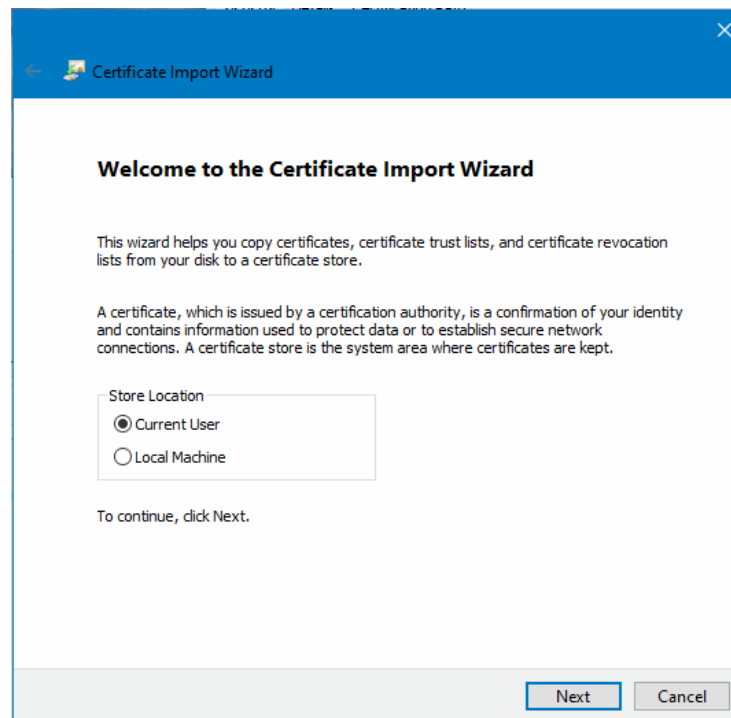 Certificate Import Wizard
Welcome to the Certificate Import Wizard
This wizard helps you copy certificates, certificate trust lists, and certificate revocation
lists from your disk to a certificate store.
A certificate, which is issued by a certification authority, is a confirmation of your identity
and contains information used to protect data or to establish secure network
connections. A certificate store is the system area where certificates are kept.
Store Location
Current User
Local Machine
To continue, click Next.
Next Cancel